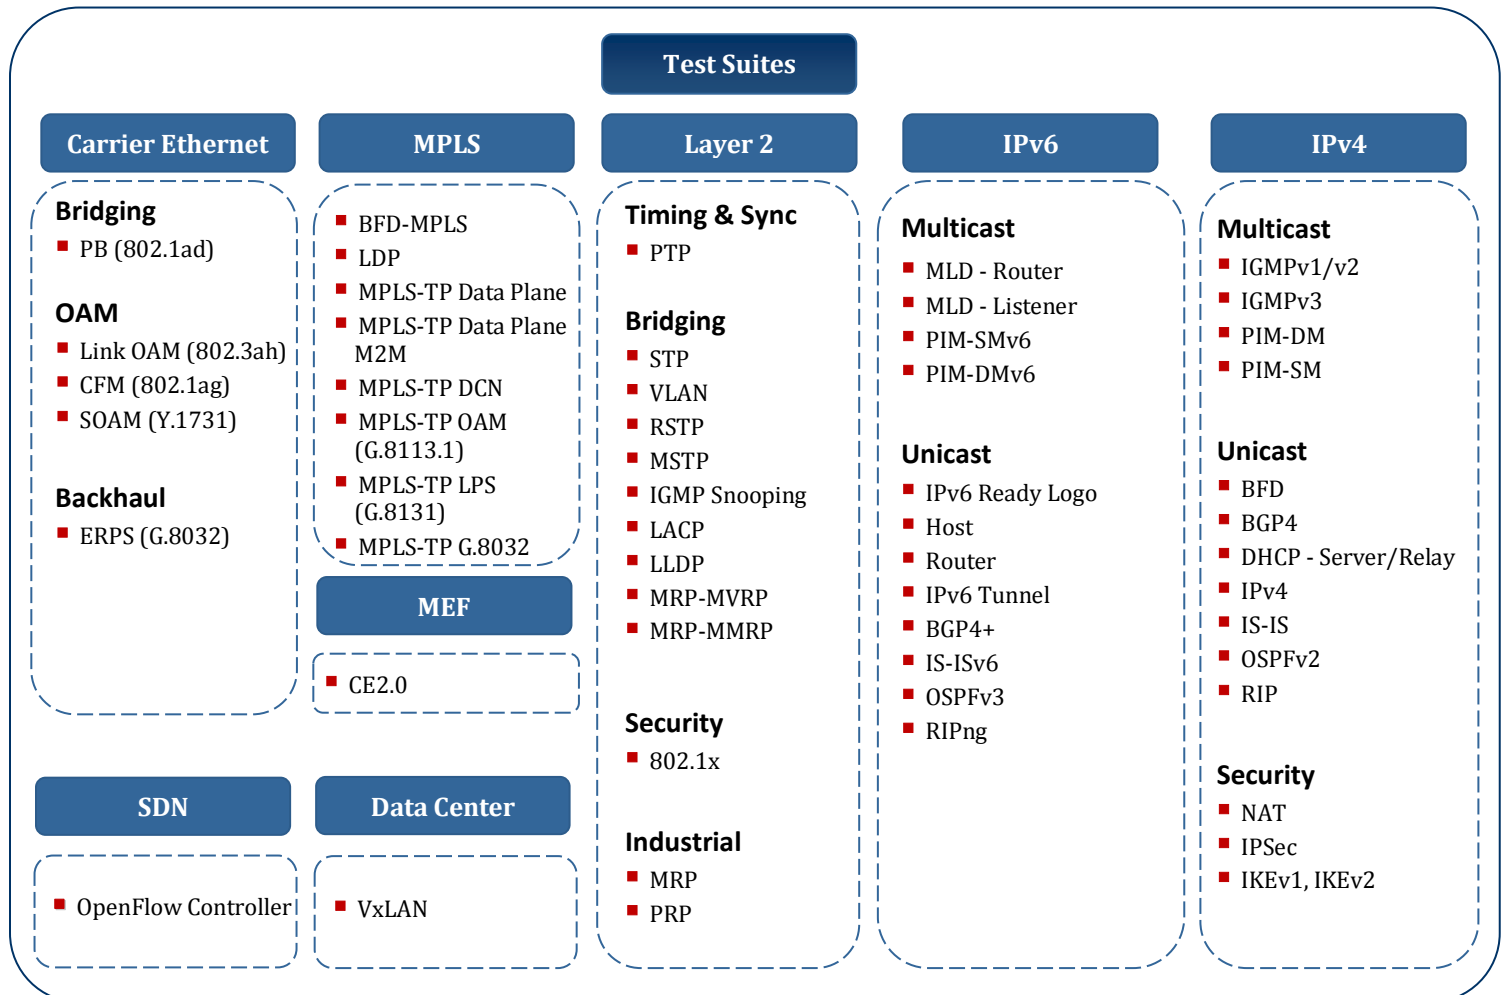 Test Suites
Carrier Ethernet
Bridging
PB (802.1ad)
OAM
Link OAM (802.3ah)
CFM (802.1ag)
SOAM (Y.1731)
Backhaul
ERPS (G.8032)
MPLS
BFD-MPLS
LDP
MPLS-TP Data Plane
MPLS-TP Data Plane
M2M
MPLS-TP DCN
MPLS-TP OAM
(G.8113.1)
MPLS-TP LPS
(G.8131)
MPLS-TP G.8032
MEF
CE2.0
SDN
OpenFlow Controller
Data Center
VxLAN
Layer 2
Timing & Sync
PTP
Bridging
STP
VLAN
RSTP
MSTP
IGMP Snooping
LACP
LLDP
MRP-MVRP
MRP-MMRP
Security
802.1x
Industrial
MRP
PRP
IPv6
Multicast
MLD - Router
MLD - Listener
PIM-SMv6
PIM-DMv6
Unicast
IPv6 Ready Logo
Host
Router
IPv6 Tunnel
BGP4+
IS-ISv6
OSPFv3
RIPng
IPv4
Multicast
IGMPv1/v2
IGMPv3
PIM-DM
PIM-SM
Unicast
BFD
BGP4
DHCP - Server/Relay
IPv4
IS-IS
OSPFv2
RIP
Security
NAT
IPSec
IKEv1, IKEv2